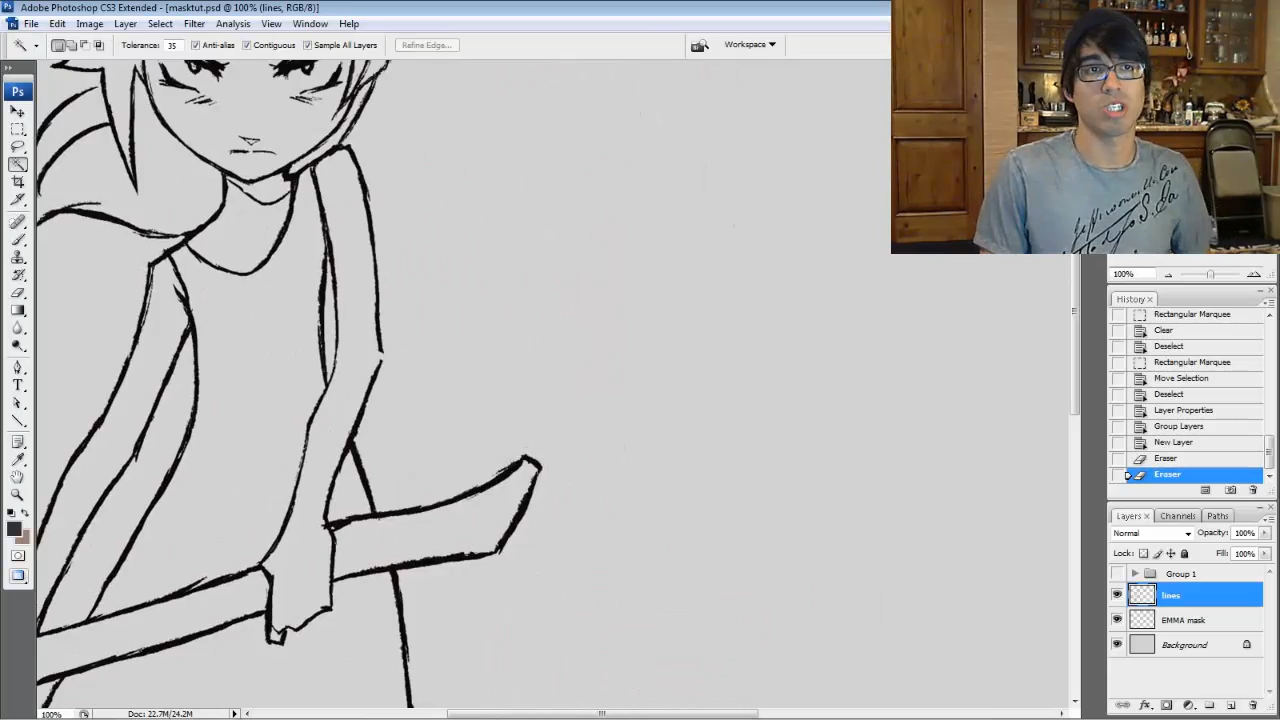 Adobe Photoshop CS3 Extended - [masktut.psd @ 100% (lines, RGB/8)]
File Edit Image Layer Select Filter Analysis View Window Help
Tolerance: 35 Anti-alias Contiguous Sample All Layers Refine Edge... Workspace
Ps
100%
History
Rectangular Marquee
Clear
Deselect
Rectangular Marquee
Move Selection
Deselect
Layer Properties
Group Layers
New Layer
Eraser
Eraser
Layers Channels Paths
Normal Opacity: 100%
Lock: Fill: 100%
Group 1
lines
EMMA mask
Background
100% Doc: 22.7M/24.2M